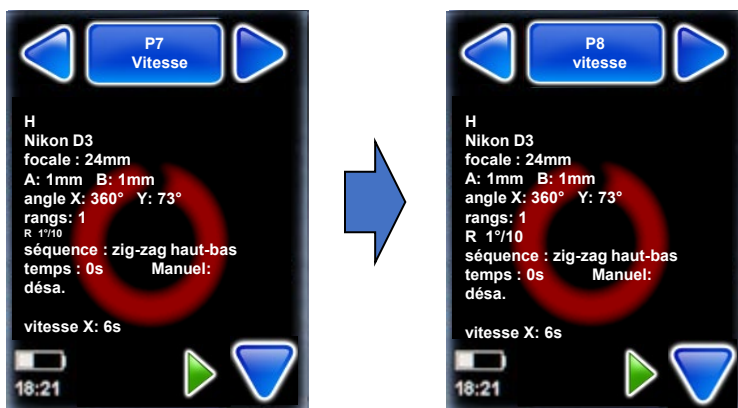 P7
Vitesse
H
Nikon D3
focale : 24mm
A: 1mm B: 1mm
angle X: 360° Y: 73°
rangs: 1
R 1°/10
séquence : zig-zag haut-bas
temps : 0s Manuel:
désa.
vitesse X: 6s
18:21
P8
vitesse
H
Nikon D3
focale : 24mm
A: 1mm B: 1mm
angle X: 360° Y: 73°
rangs: 1
R 1°/10
séquence : zig-zag haut-bas
temps : 0s Manuel:
désa.
vitesse X: 6s
18:21